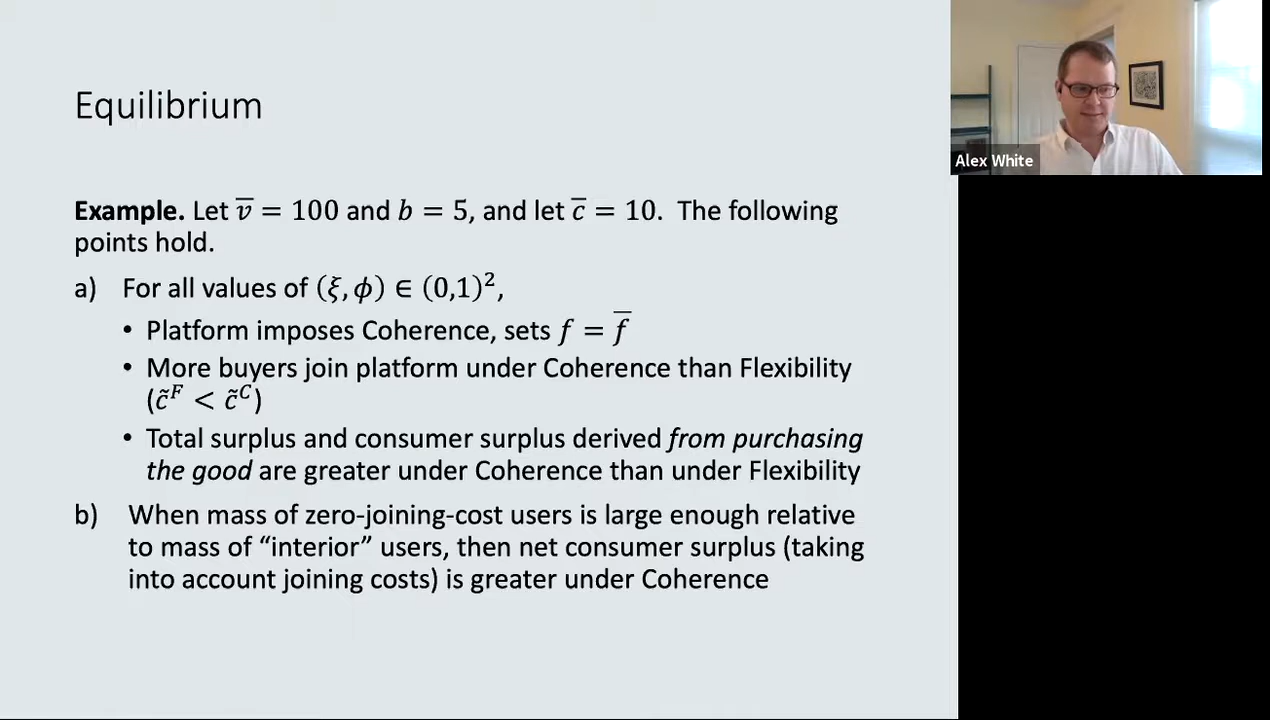 Equilibrium
Alex White
Example. Let v̅ = 100 and b = 5, and let c̅ = 10. The following
points hold.
a) For all values of (ξ, ϕ) ∈ (0,1)²,
• Platform imposes Coherence, sets f = f̅
• More buyers join platform under Coherence than Flexibility
(c̃ᶠ < c̃ᶜ)
• Total surplus and consumer surplus derived from purchasing
the good are greater under Coherence than under Flexibility
b) When mass of zero-joining-cost users is large enough relative
to mass of “interior” users, then net consumer surplus (taking
into account joining costs) is greater under Coherence